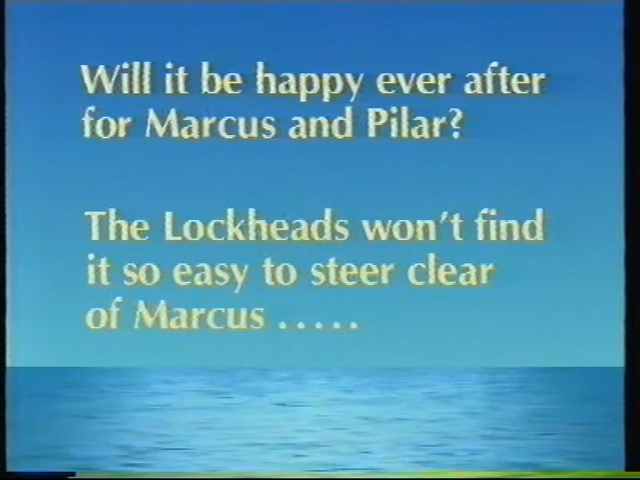 Will it be happy ever after
for Marcus and Pilar?
The Lockheads won't find
it so easy to steer clear
of Marcus . . . . .